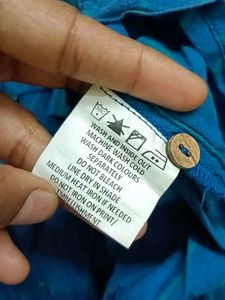 WASH AND INSIDE OUT
MACHINE WASH COLD
WASH DARK COLOURS
SEPARATELY
DO NOT BLEACH
LINE DRY IN SHADE
MEDIUM HEAT IRON IF NEEDED
DO NOT IRON ON PRINT/
EMBELLISHMENT